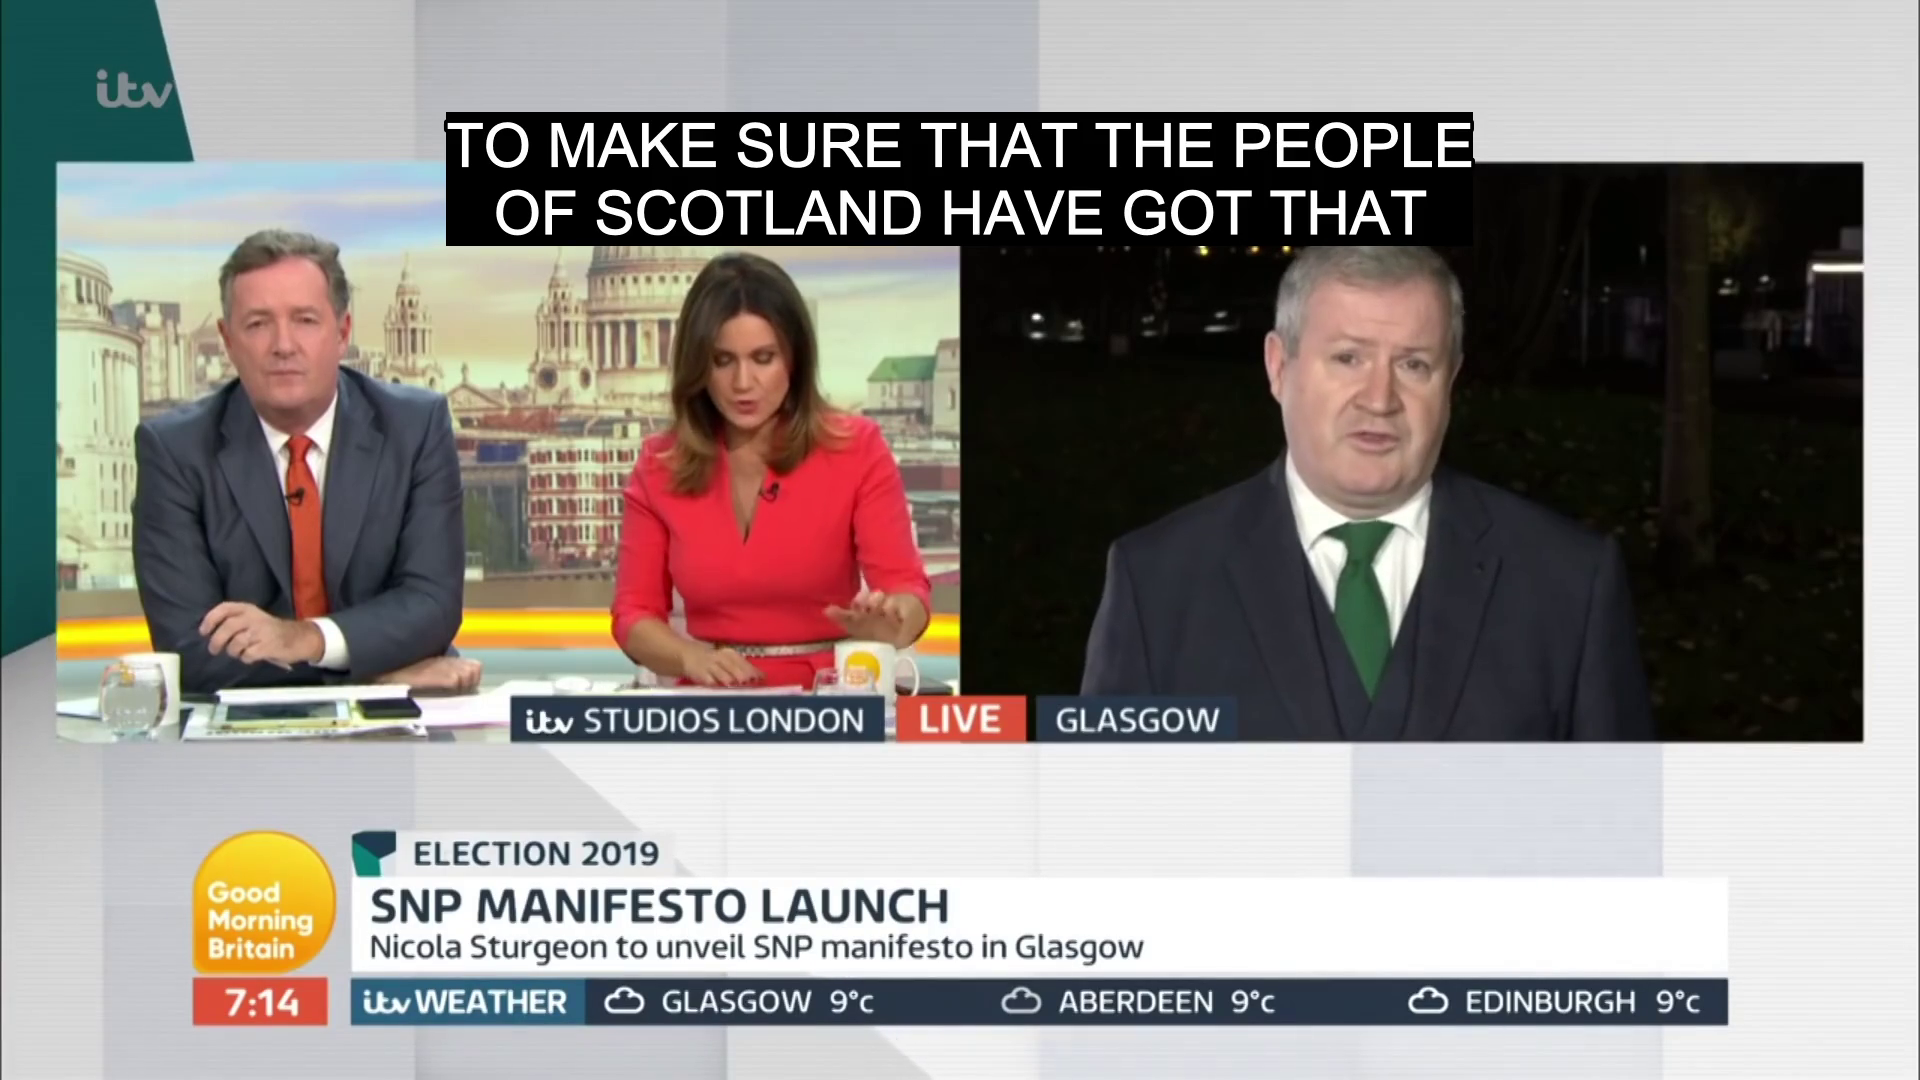 itv
TO MAKE SURE THAT THE PEOPLE
OF SCOTLAND HAVE GOT THAT
itv STUDIOS LONDON
LIVE
GLASGOW
ELECTION 2019
SNP MANIFESTO LAUNCH
Nicola Sturgeon to unveil SNP manifesto in Glasgow
Good
Morning
Britain
7:14
itv WEATHER
GLASGOW 9°c
ABERDEEN 9°c
EDINBURGH 9°c